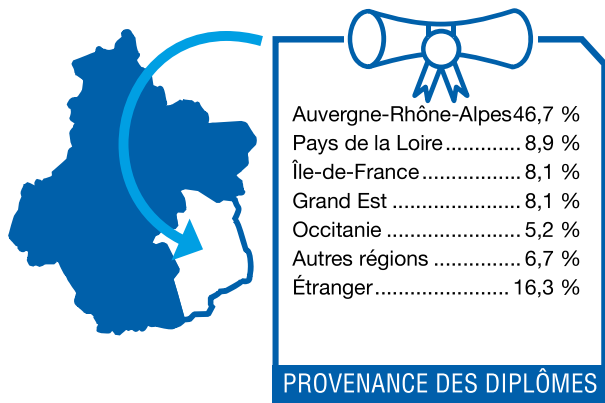 Auvergne-Rhône-Alpes46,7 %
Pays de la Loire............. 8,9 %
Île-de-France................. 8,1 %
Grand Est ...................... 8,1 %
Occitanie ....................... 5,2 %
Autres régions ............... 6,7 %
Étranger....................... 16,3 %
PROVENANCE DES DIPLÔMES